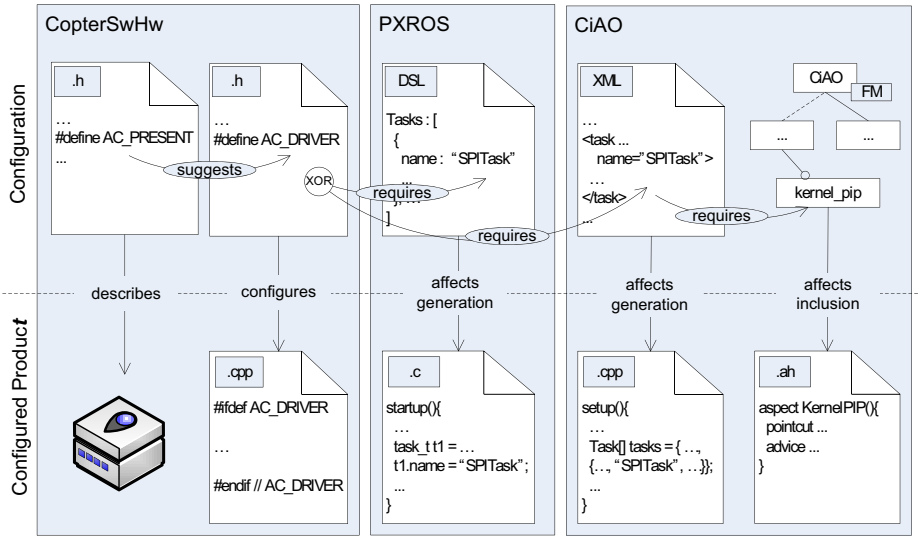 CopterSwHw
PXROS
CiAO
Configuration
.h
…
#define AC_PRESENT
...
.h
…
#define AC_DRIVER
suggests
XOR
DSL
Tasks : [
{
name : “SPITask”
...
}, …
]
requires
requires
XML
…
<task ...
name=”SPITask”>
…
</task>
...
requires
CiAO
FM
...
...
kernel_pip
describes
configures
affects
generation
affects
generation
affects
inclusion
Configured Product
.cpp
#ifdef AC_DRIVER
…
#endif // AC_DRIVER
.c
startup(){
…
task_t t1 = …
t1.name = “SPITask”;
...
}
.cpp
setup(){
…
Task[] tasks = { …,
{…, “SPITask”, …}};
...
}
.ah
aspect KernelPIP(){
pointcut ...
advice ...
}